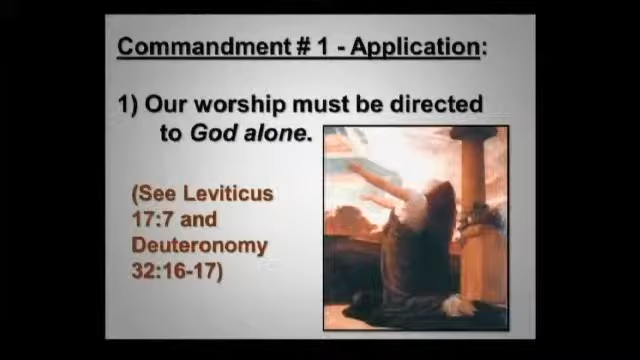 Commandment # 1 - Application:
1) Our worship must be directed
to God alone.
(See Leviticus
17:7 and
Deuteronomy
32:16-17)